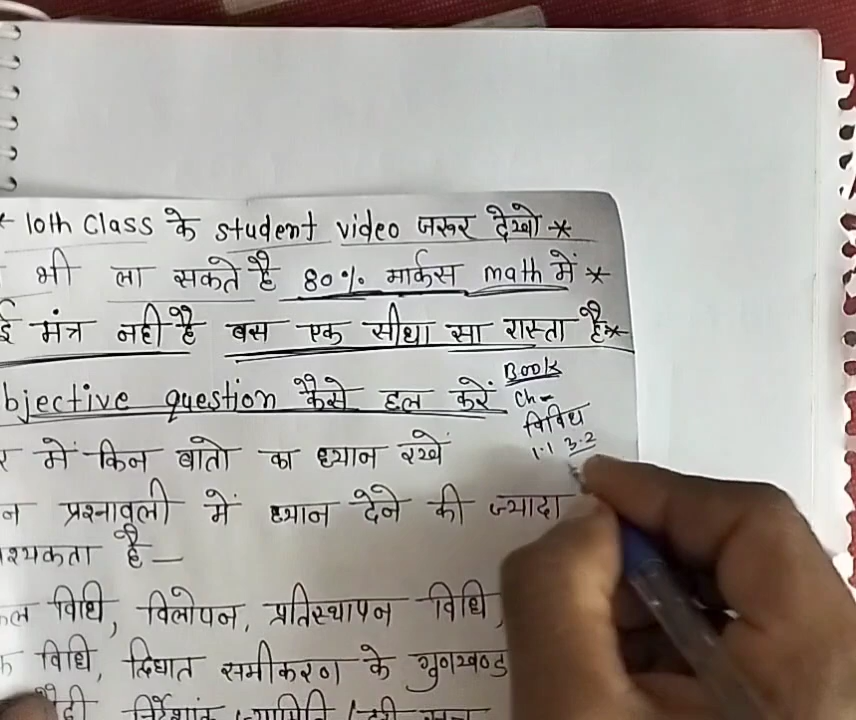 * 10th Class के student video जरुर देखो *
भी ला सकते है 80% मार्कस math में *
मंत्र नही है बस एक सीधा सा रास्ता है *
bjective question कैसे हल करें
Book
Ch-
विविध
1.1 3.2
में किन बातो का ध्यान रखें
न प्रश्नावली में ध्यान देने की ज्यादा
श्यकता है —
विधि, विलोपन, प्रतिस्थापन विधि,
विधि, द्विघात समीकरण के गुणखण्ड
निर्देशांक